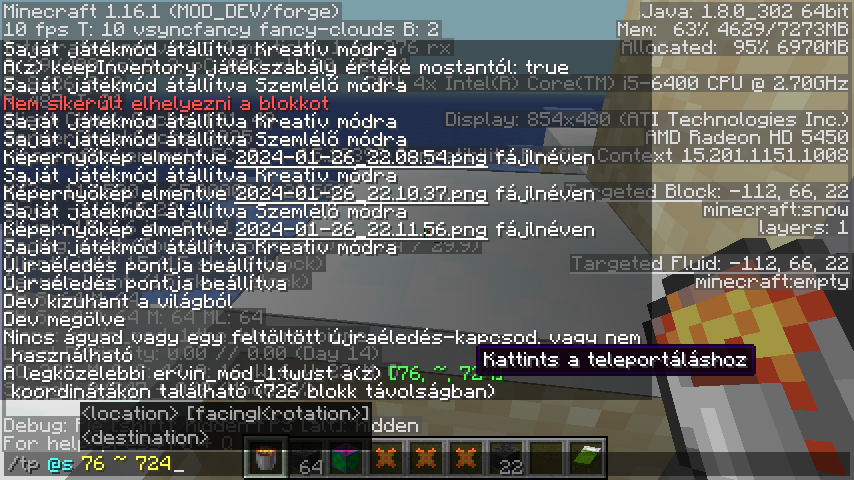 Minecraft 1.16.1 (MOD_DEV/forge)
10 fps T: 10 vsyncfancy fancy-clouds B: 2
Java: 1.8.0_302 64bit
Mem: 63% 4629/7273MB
Allocated: 95% 6970MB
Saját játékmód átállítva Kreatív módra
A(z) keepInventory játékszabály értéke mostantól: true
Saját játékmód átállítva Szemlélő módra
4x Intel(R) Core(TM) i5-6400 CPU @ 2.70GHz
Nem sikerült elhelyezni a blokkot
Saját játékmód átállítva Kreatív módra
Display: 854x480 (ATI Technologies Inc.)
Saját játékmód átállítva Szemlélő módra
AMD Radeon HD 5450
Képernyőkép elmentve 2024-01-26_22.08.54.png fájlnéven
Context 15.201.1151.1008
Saját játékmód átállítva Kreatív módra
Képernyőkép elmentve 2024-01-26_22.10.37.png fájlnéven
Targeted Block: -112, 66, 22
Saját játékmód átállítva Szemlélő módra
minecraft:snow
Képernyőkép elmentve 2024-01-26_22.11.56.png fájlnéven
layers: 1
Saját játékmód átállítva Kreatív módra
Újraéledés pontja beállítva
Targeted Fluid: -112, 66, 22
Újraéledés pontja beállítva
minecraft:empty
Dev kizuhant a világból
Dev megölve
Nincs ágyad vagy egy feltöltött újraéledés-kapcsod, vagy nem
használható
(Day 14)
Kattints a teleportáláshoz
A legközelebbi ervin_mod_1:twust a(z) [76, ~, 724]
koordinátákon található (726 blokk távolságban)
<location> [facing|<rotation>]
Debug:
hidden
<destination>
For help
/tp @s 76 ~ 724_
64
22